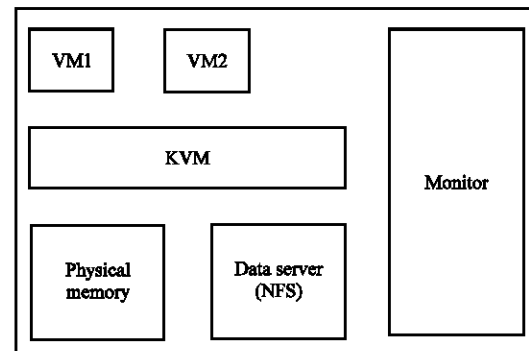 VM1
VM2
KVM
Monitor
Physical
memory
Data server
(NFS)